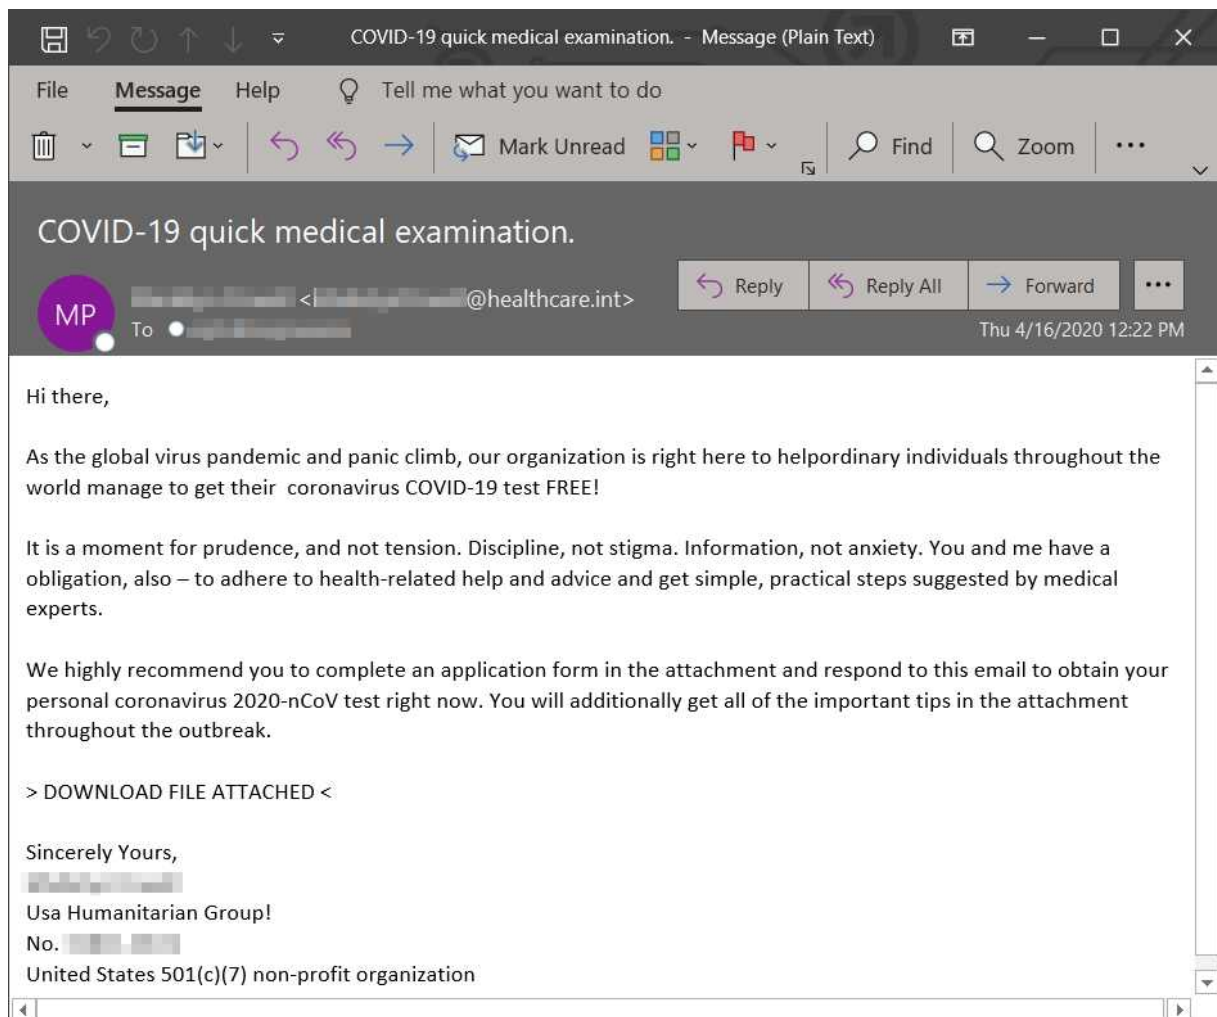 COVID-19 quick medical examination. - Message (Plain Text)
File Message Help Tell me what you want to do
Mark Unread Find Zoom
COVID-19 quick medical examination.
MP
<@healthcare.int>
Reply Reply All Forward
To
Thu 4/16/2020 12:22 PM
Hi there,
As the global virus pandemic and panic climb, our organization is right here to helpordinary individuals throughout the
world manage to get their  coronavirus COVID-19 test FREE!
It is a moment for prudence, and not tension. Discipline, not stigma. Information, not anxiety. You and me have a
obligation, also – to adhere to health-related help and advice and get simple, practical steps suggested by medical
experts.
We highly recommend you to complete an application form in the attachment and respond to this email to obtain your
personal coronavirus 2020-nCoV test right now. You will additionally get all of the important tips in the attachment
throughout the outbreak.
> DOWNLOAD FILE ATTACHED <
Sincerely Yours,
Usa Humanitarian Group!
No.
United States 501(c)(7) non-profit organization